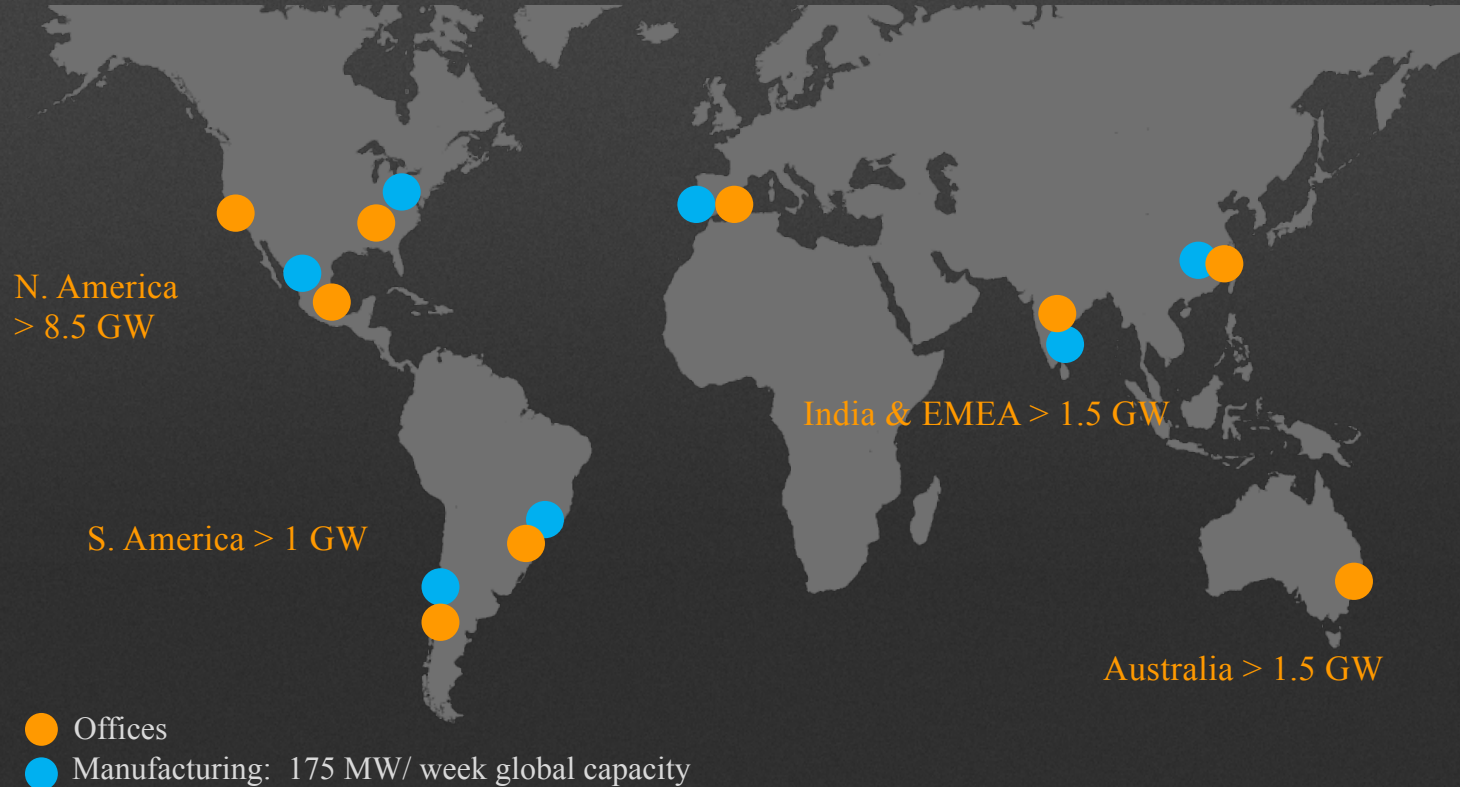 N. America
> 8.5 GW
India & EMEA > 1.5 GW
S. America > 1 GW
Australia > 1.5 GW
Offices
Manufacturing: 175 MW/ week global capacity